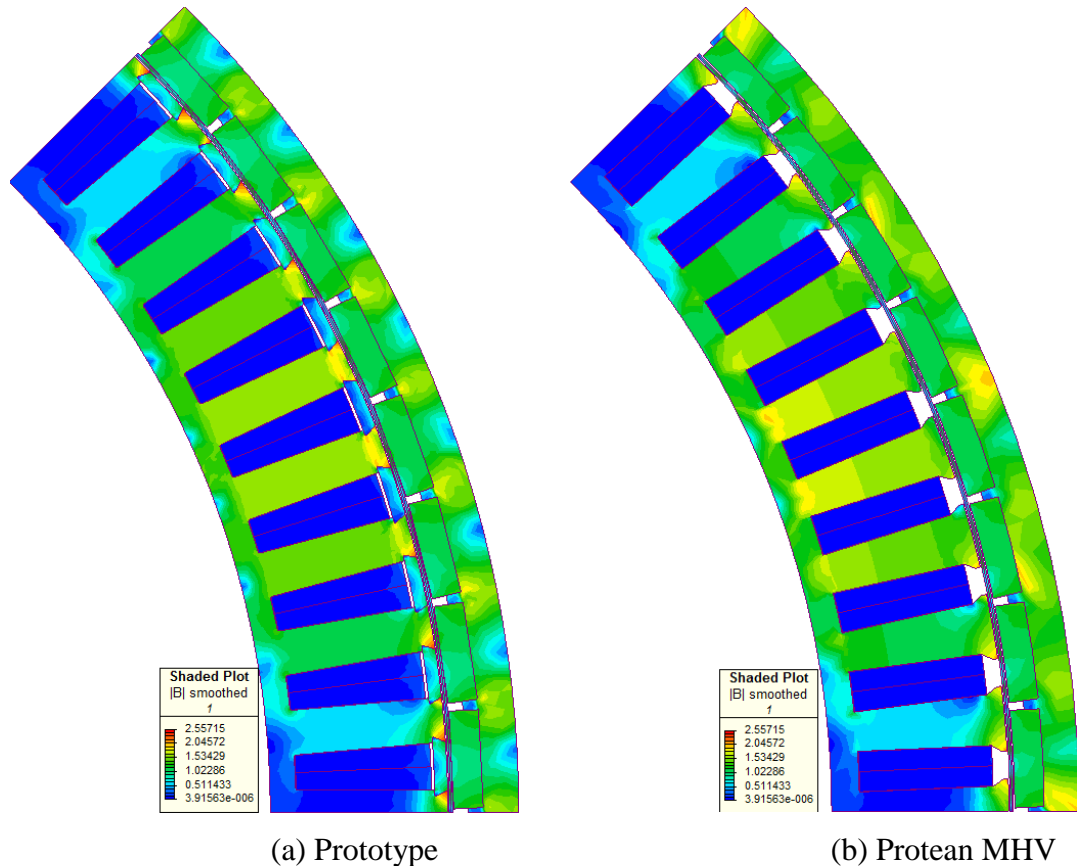 Shaded Plot
|B| smoothed
1
2.55715
2.04572
1.53429
1.02286
0.511433
3.91563e-006
Shaded Plot
|B| smoothed
1
2.55715
2.04572
1.53429
1.02286
0.511433
3.91563e-006
(a) Prototype
(b) Protean MHV